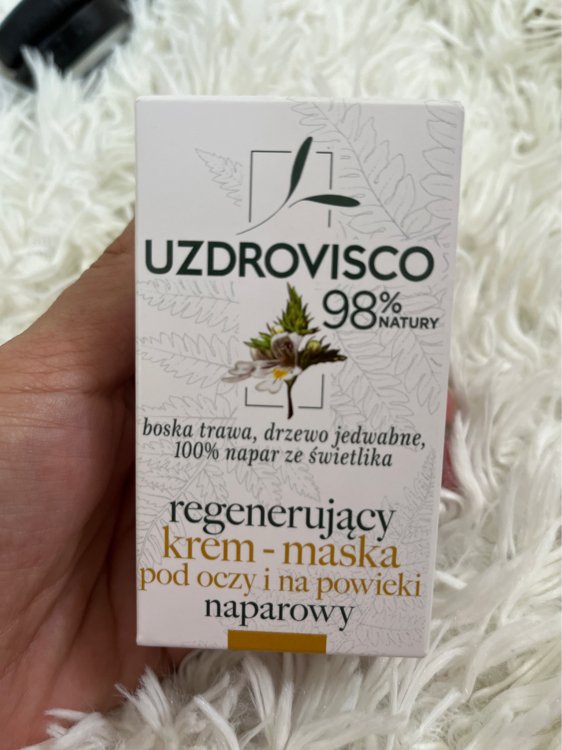 UZDROVISCO
98% NATURY
boska trawa, drzewo jedwabne,
100% napar ze świetlika
regenerujący
krem - maska
pod oczy i na powieki
naparowy